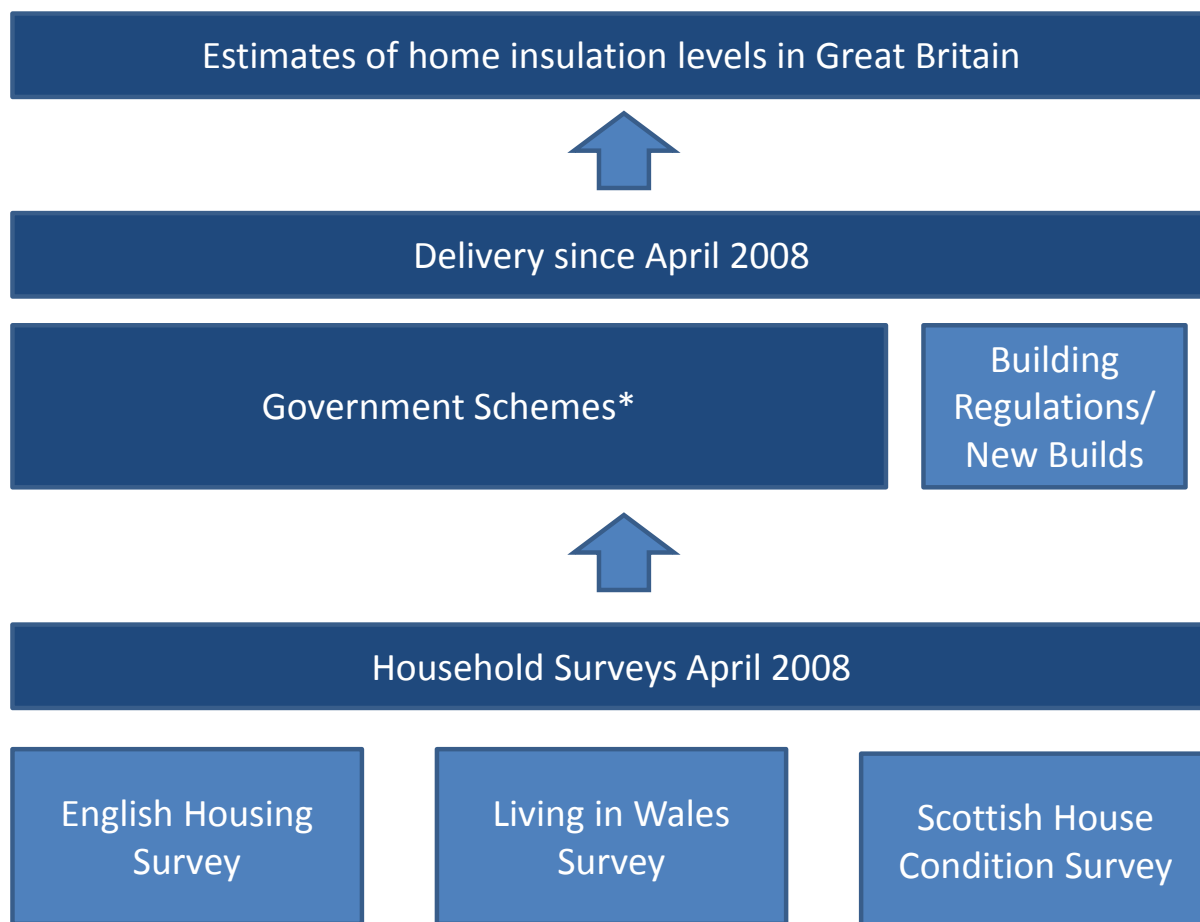 Estimates of home insulation levels in Great Britain
Delivery since April 2008
Government Schemes*
Building
Regulations/
New Builds
Household Surveys April 2008
English Housing
Survey
Living in Wales
Survey
Scottish House
Condition Survey